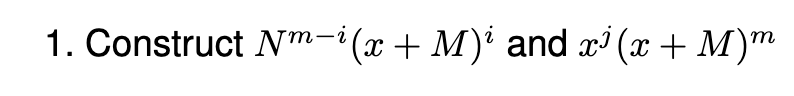 1. Construct $N^{m-i}(x + M)^i$ and $x^j(x + M)^m$